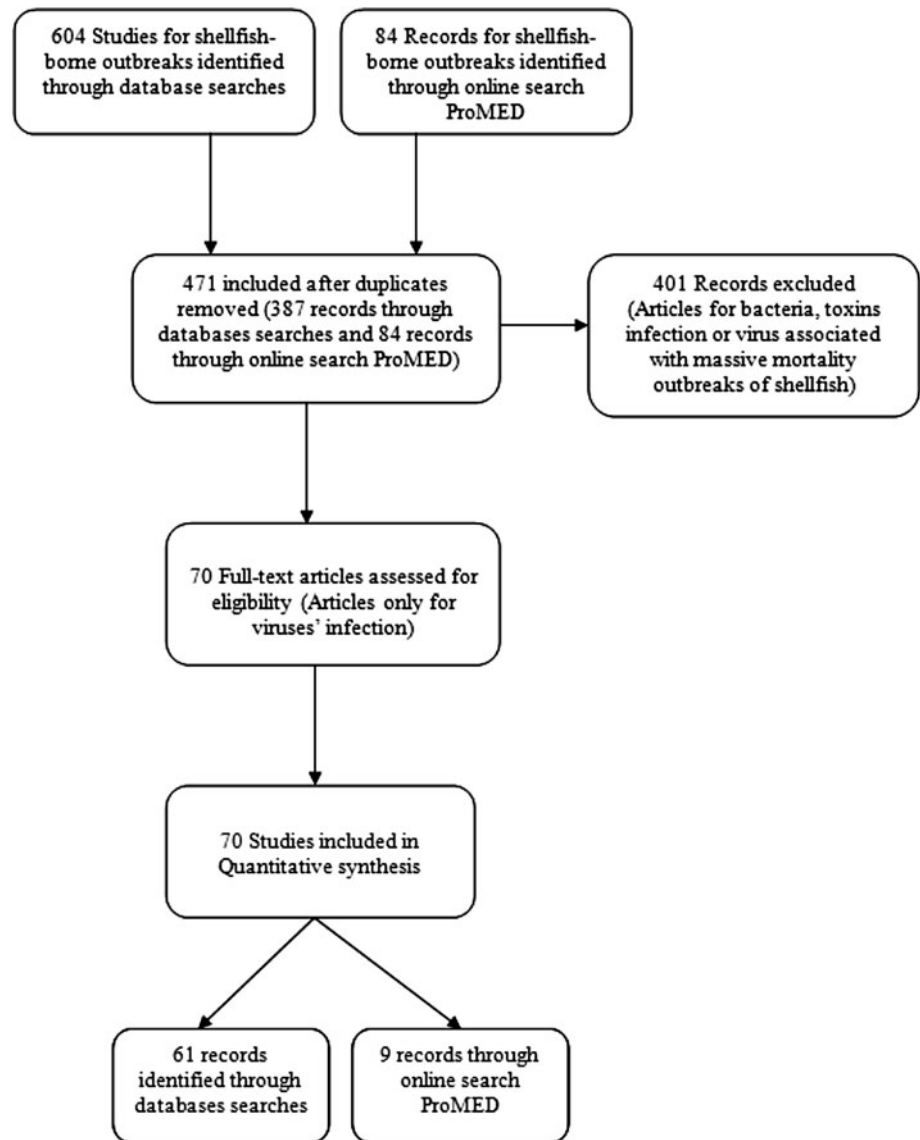 604 Studies for shellfish-
borne outbreaks identified
through database searches
84 Records for shellfish-
borne outbreaks identified
through online search
ProMED
471 included after duplicates
removed (387 records through
databases searches and 84 records
through online search ProMED)
401 Records excluded
(Articles for bacteria, toxins
infection or virus associated
with massive mortality
outbreaks of shellfish)
70 Full-text articles assessed for
eligibility (Articles only for
viruses’ infection)
70 Studies included in
Quantitative synthesis
61 records
identified through
databases searches
9 records through
online search
ProMED